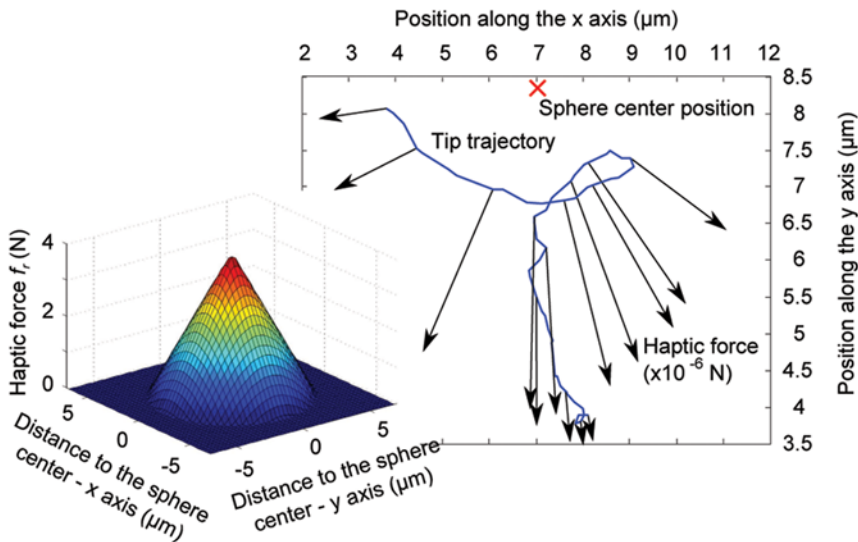 Position along the x axis (µm)
2 3 4 5 6 7 8 9 10 11 12
8.5
8
7.5
7
6.6
6
5.5
5
4.5
4
3.5
Position along the y axis (µm)
Sphere center position
Tip trajectory
Haptic force
(x10⁻⁶ N)
Haptic force fᵣ (N)
4
2
0
5
0
-5
Distance to the sphere
center - x axis (µm)
-5
0
5
Distance to the sphere
center - y axis (µm)